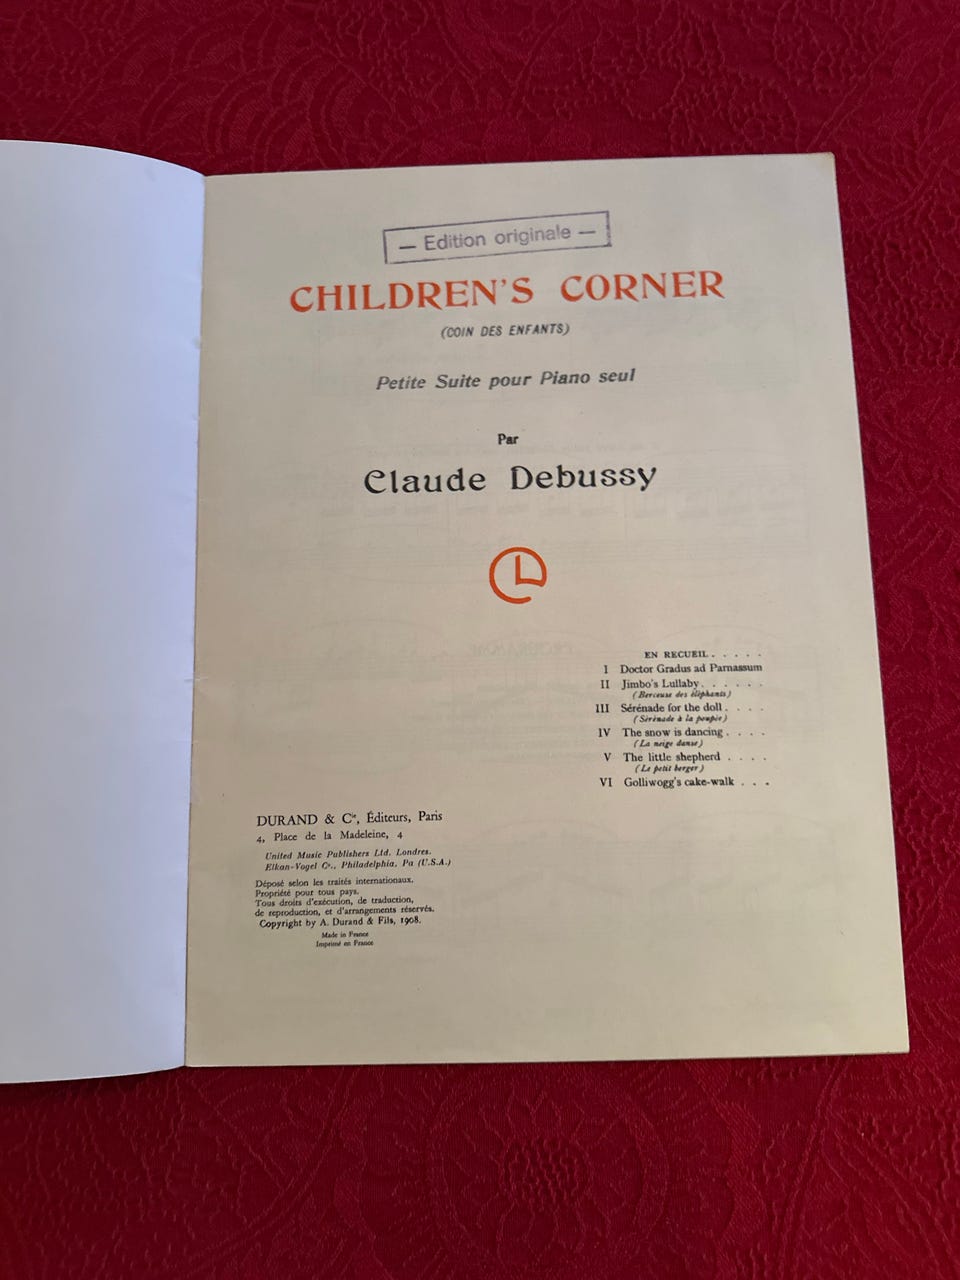 — Edition originale —
CHILDREN'S CORNER
(COIN DES ENFANTS)
Petite Suite pour Piano seul
Par
Claude Debussy
EN RECUEIL . . . . .
I Doctor Gradus ad Parnassum
II Jimbo's Lullaby . . . . . .
(Berceuse des éléphants)
III Sérénade for the doll . . . .
(Sérénade à la poupée)
IV The snow is dancing . . . .
(La neige danse)
V The little shepherd . . . .
(Le petit berger)
VI Golliwogg's cake-walk . . .
DURAND & Cie, Éditeurs, Paris
4, Place de la Madeleine, 4
United Music Publishers Ltd. Londres.
Elkan-Vogel Co., Philadelphia, Pa (U.S.A.)
Déposé selon les traités internationaux.
Propriété pour tous pays.
Tous droits d'exécution, de traduction,
de reproduction, et d'arrangements réservés.
Copyright by A. Durand & Fils, 1908.
Made in France
Imprimé en France